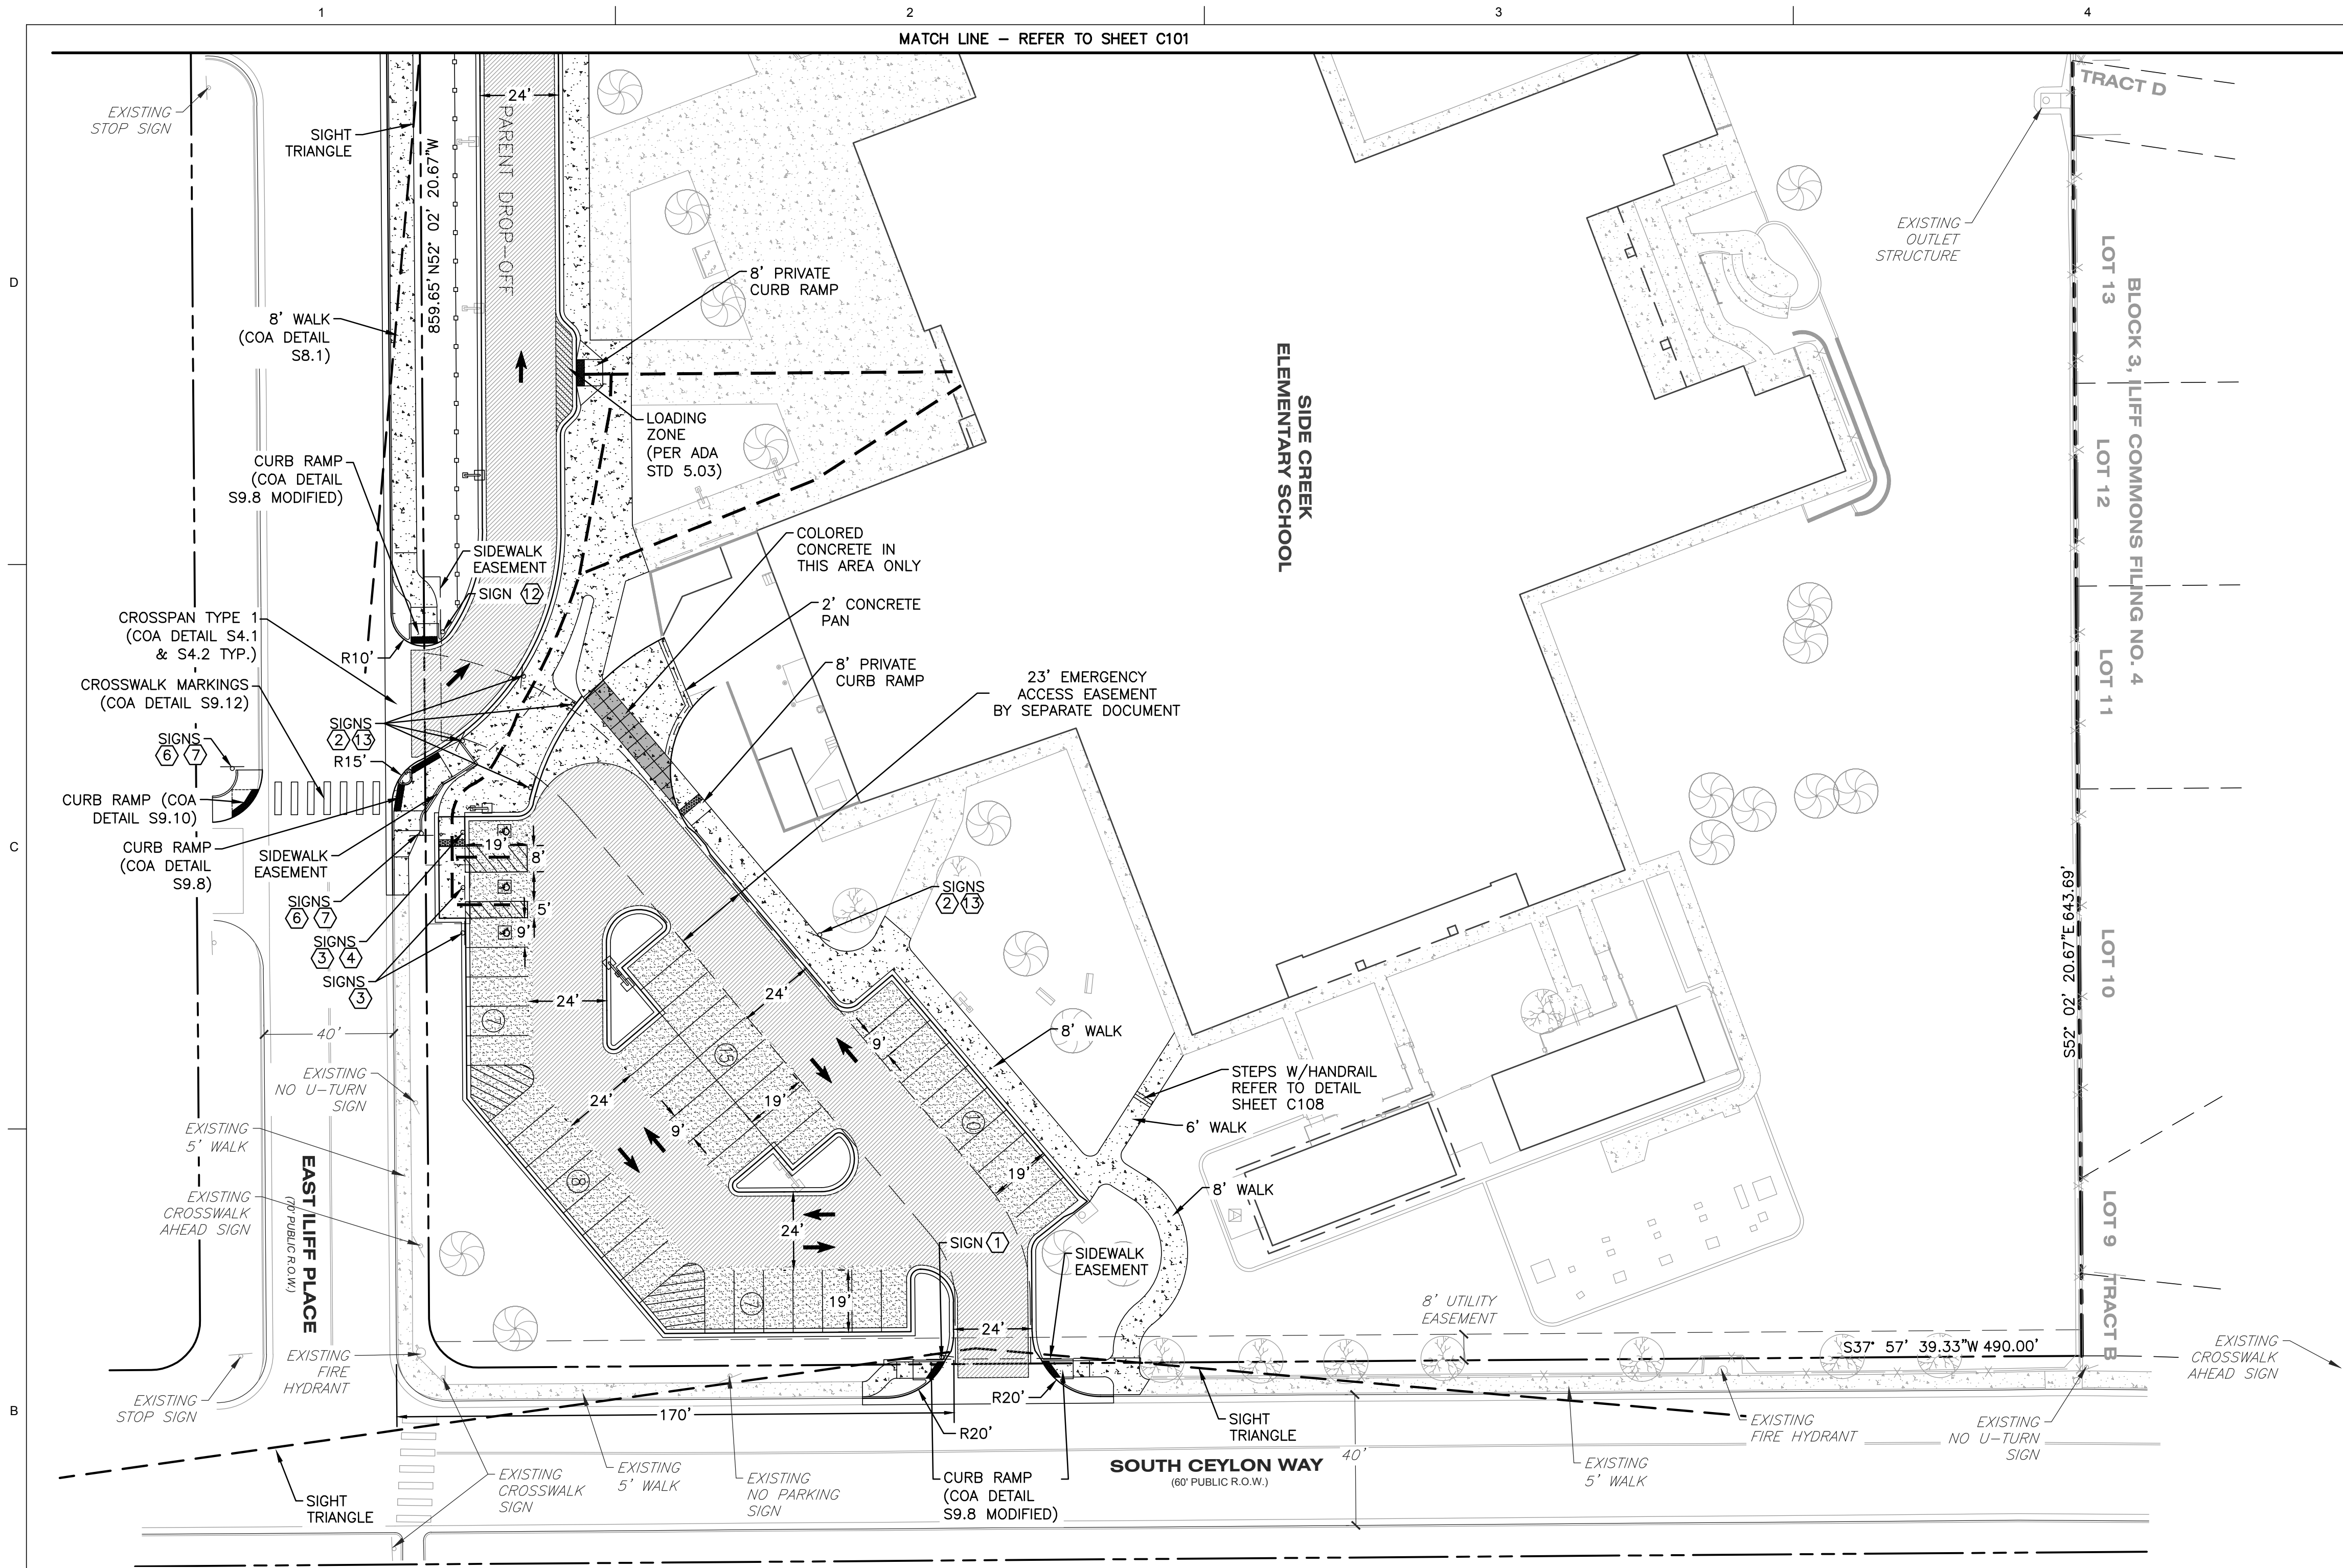 1
2
3
4
MATCH LINE – REFER TO SHEET C101
D
C
B
EXISTING
STOP SIGN
SIGHT
TRIANGLE
24'
PARENT DROP-OFF
859.65' N52° 02' 20.67"W
8' WALK
(COA DETAIL
S8.1)
8' PRIVATE
CURB RAMP
LOADING
ZONE
(PER ADA
STD 5.03)
CURB RAMP
(COA DETAIL
S9.8 MODIFIED)
SIDEWALK
EASEMENT
SIGN 12
COLORED
CONCRETE IN
THIS AREA ONLY
2' CONCRETE
PAN
CROSSPAN TYPE 1
(COA DETAIL S4.1
& S4.2 TYP.)
R10'
CROSSWALK MARKINGS
(COA DETAIL S9.12)
8' PRIVATE
CURB RAMP
23' EMERGENCY
ACCESS EASEMENT
BY SEPARATE DOCUMENT
SIGNS
2 13
SIGNS
6 7
R15'
CURB RAMP (COA
DETAIL S9.10)
CURB RAMP
(COA DETAIL
S9.8)
SIDEWALK
EASEMENT
SIGNS
6 7
SIGNS
3 4
SIGNS
3
19'
8'
5'
9'
SIGNS
2 13
24'
24'
7
15
9'
8' WALK
40'
EXISTING
NO U-TURN
SIGN
24'
19'
9'
10
19'
STEPS W/HANDRAIL
REFER TO DETAIL
SHEET C108
6' WALK
8' WALK
EXISTING
5' WALK
8
EXISTING
CROSSWALK
AHEAD SIGN
EAST ILIFF PLACE
(70' PUBLIC R.O.W.)
24'
SIGN 1
SIDEWALK
EASEMENT
7
19'
24'
8' UTILITY
EASEMENT
S37° 57' 39.33"W 490.00'
EXISTING
FIRE
HYDRANT
EXISTING
STOP SIGN
170'
R20'
R20'
SIGHT
TRIANGLE
SIGHT
TRIANGLE
EXISTING
CROSSWALK
SIGN
EXISTING
5' WALK
EXISTING
NO PARKING
SIGN
CURB RAMP
(COA DETAIL
S9.8 MODIFIED)
SOUTH CEYLON WAY
(60' PUBLIC R.O.W.)
40'
EXISTING
5' WALK
EXISTING
FIRE HYDRANT
EXISTING
NO U-TURN
SIGN
EXISTING
CROSSWALK
AHEAD SIGN
SIDE CREEK
ELEMENTARY SCHOOL
EXISTING
OUTLET
STRUCTURE
TRACT D
LOT 13
BLOCK 3, ILIFF COMMONS FILING NO. 4
LOT 12
LOT 11
LOT 10
S52° 02' 20.67"E 643.69'
LOT 9
TRACT B